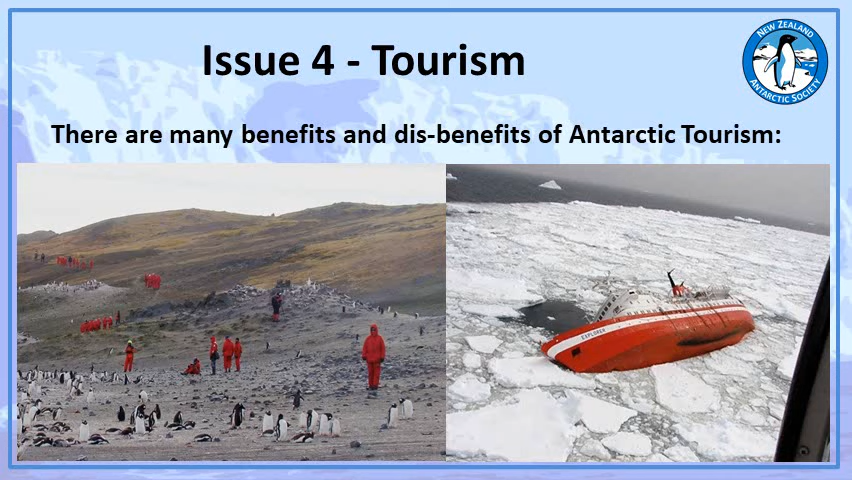 Issue 4 - Tourism
NEW ZEALAND
ANTARCTIC SOCIETY
There are many benefits and dis-benefits of Antarctic Tourism:
EXPLORER